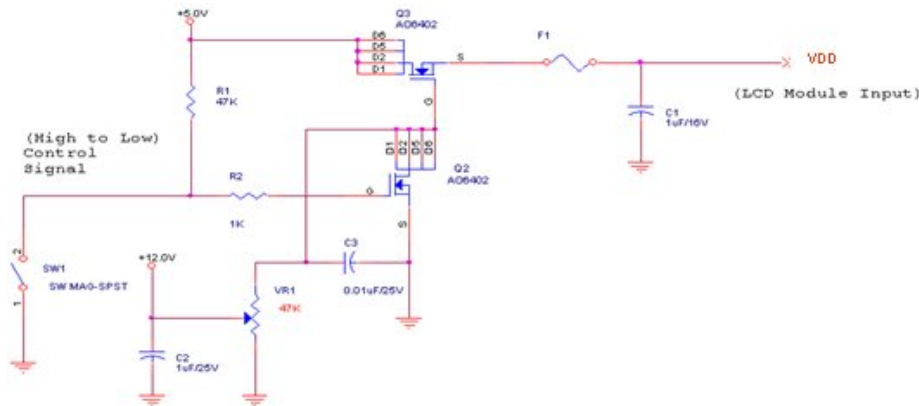 +5.0V
Q3
AO6402
D6
D5
D2
D1
S
G
F1
VDD
(LCD Module Input)
C1
1uF/16V
R1
47K
(High to Low)
Control
Signal
R2
1K
G
D1
D2
D5
D6
Q2
AO6402
S
2
SW1
SW MAG-SPST
1
+12.0V
C3
0.01uF/25V
VR1
47K
C2
1uF/25V